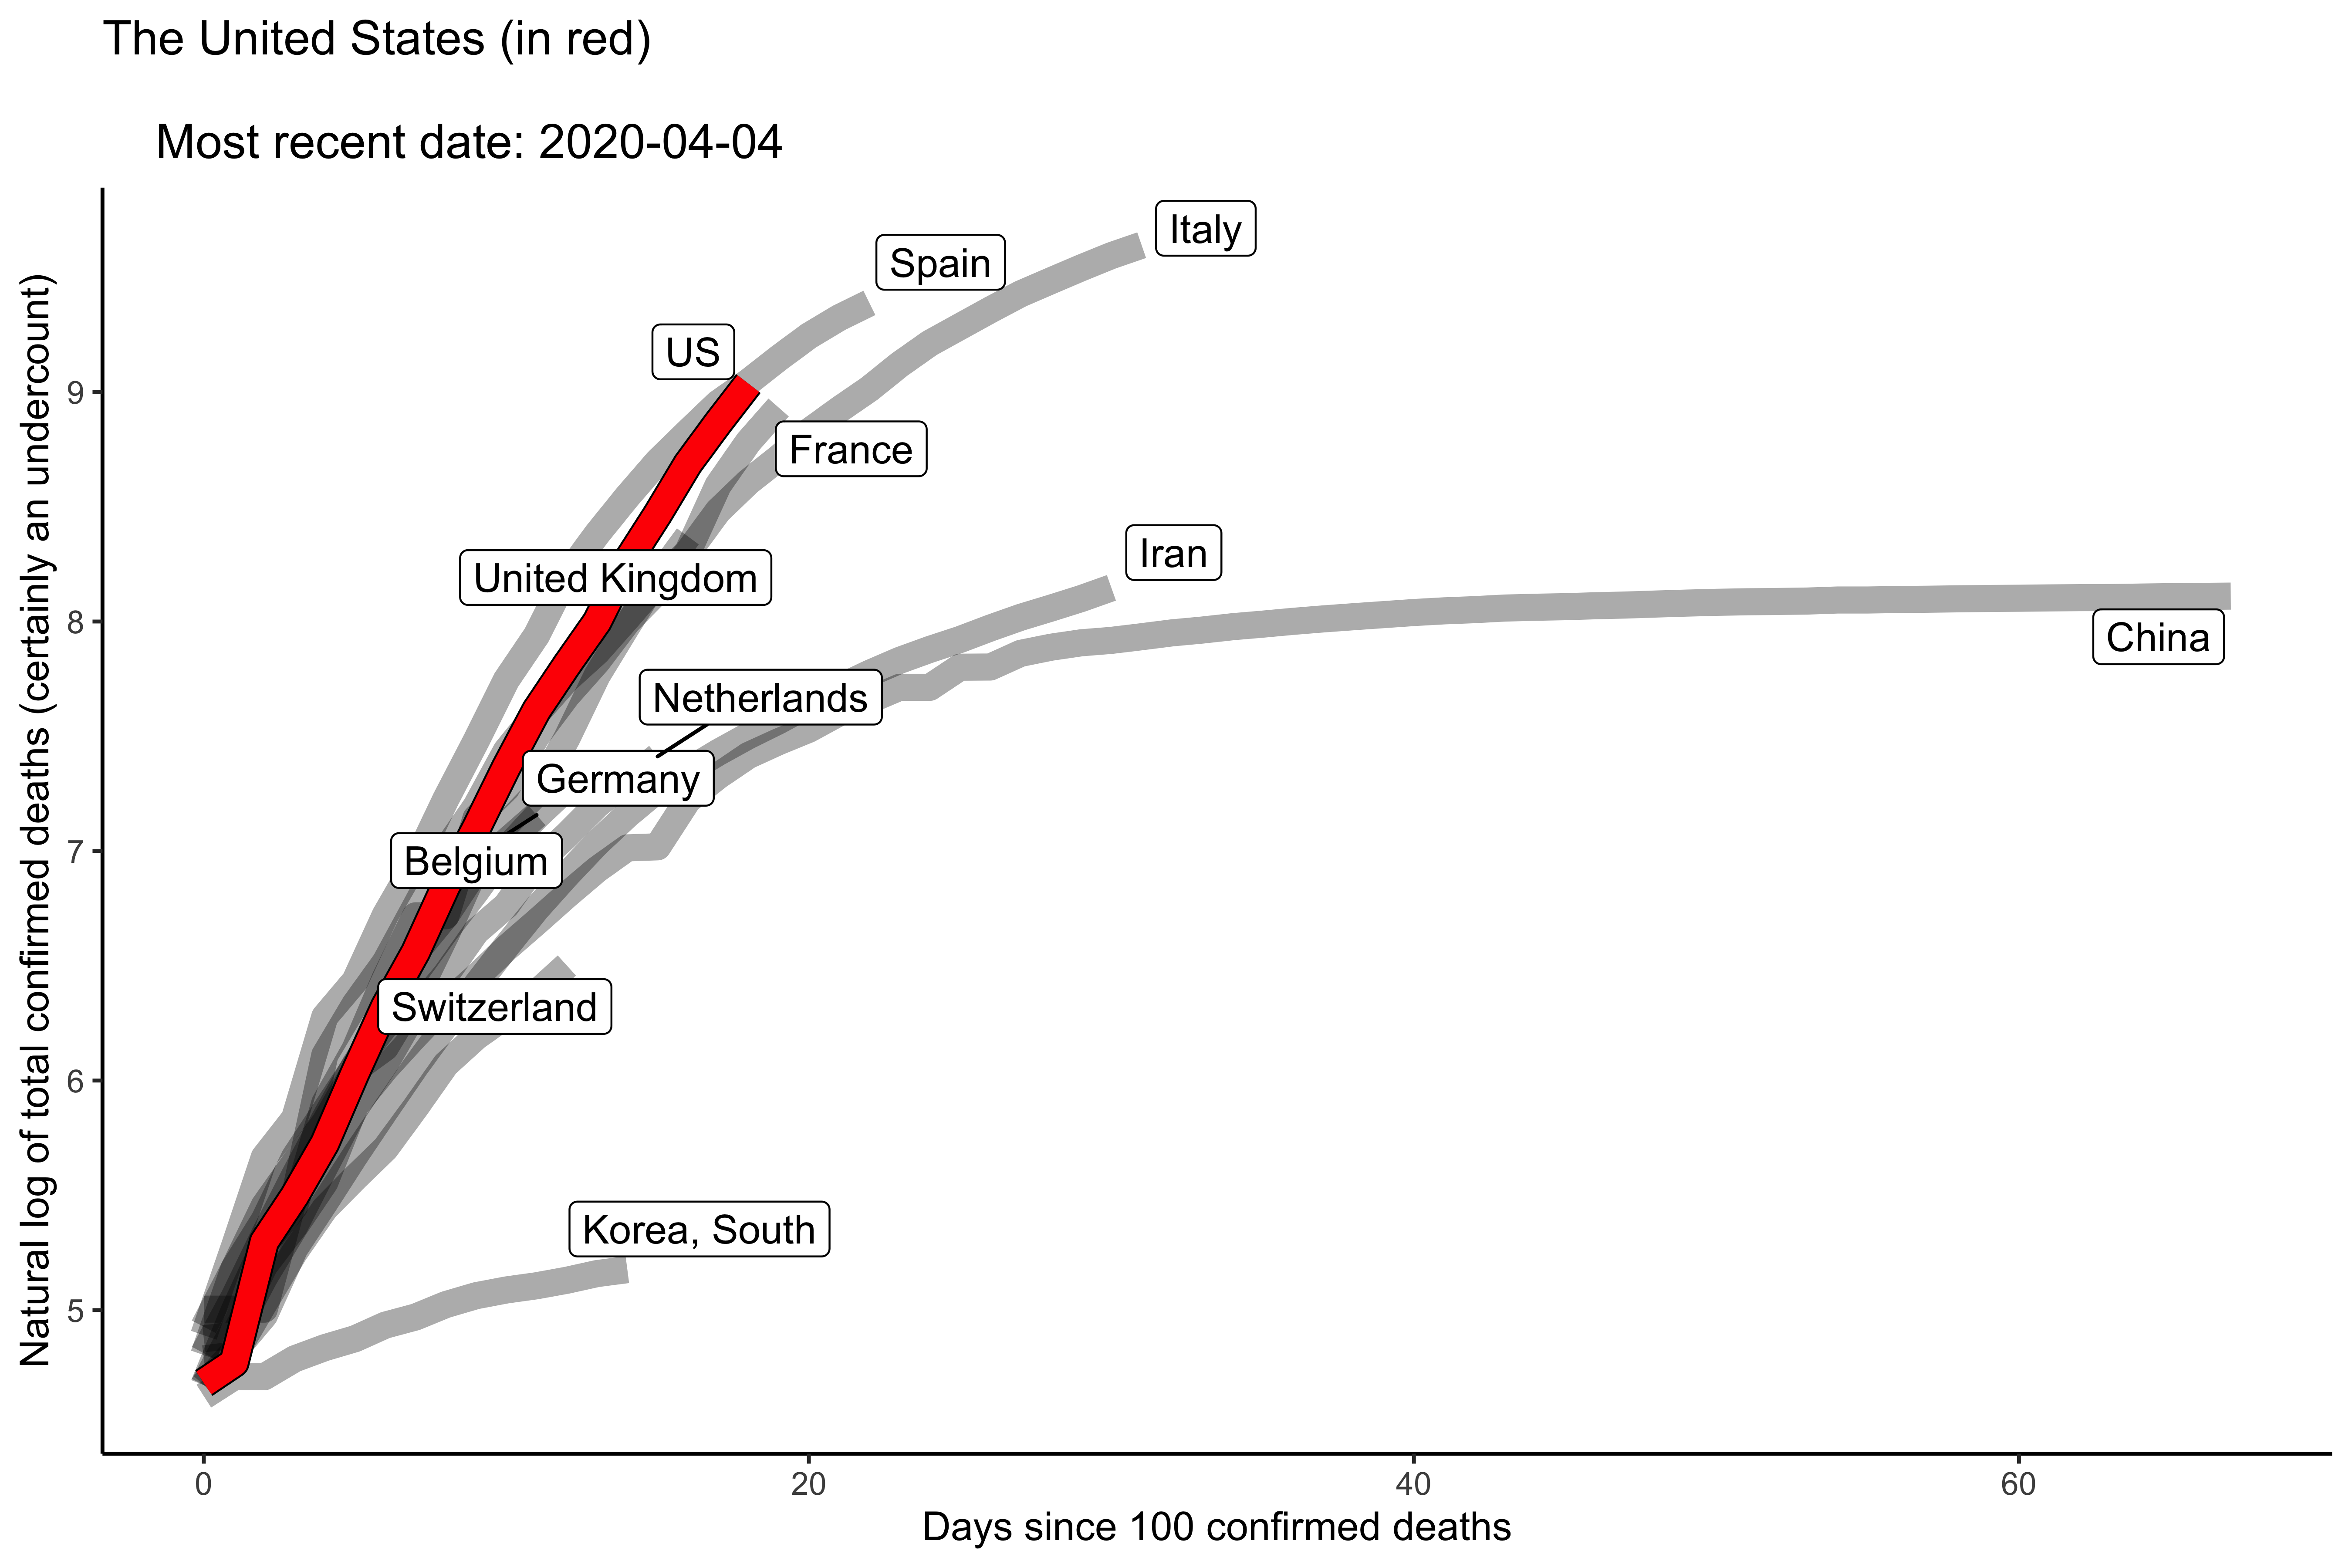 The United States (in red)
Most recent date: 2020-04-04
Natural log of total confirmed deaths (certainly an undercount)
9
8
7
6
5
Italy
Spain
US
France
Iran
United Kingdom
China
Netherlands
Germany
Belgium
Switzerland
Korea, South
0
20
40
60
Days since 100 confirmed deaths